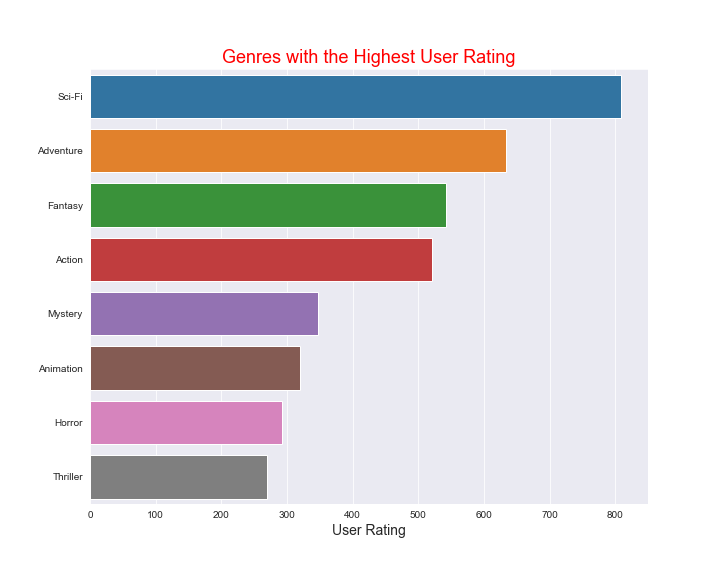 Genres with the Highest User Rating
Sci-Fi
Adventure
Fantasy
Action
Mystery
Animation
Horror
Thriller
0 100 200 300 400 500 600 700 800
User Rating